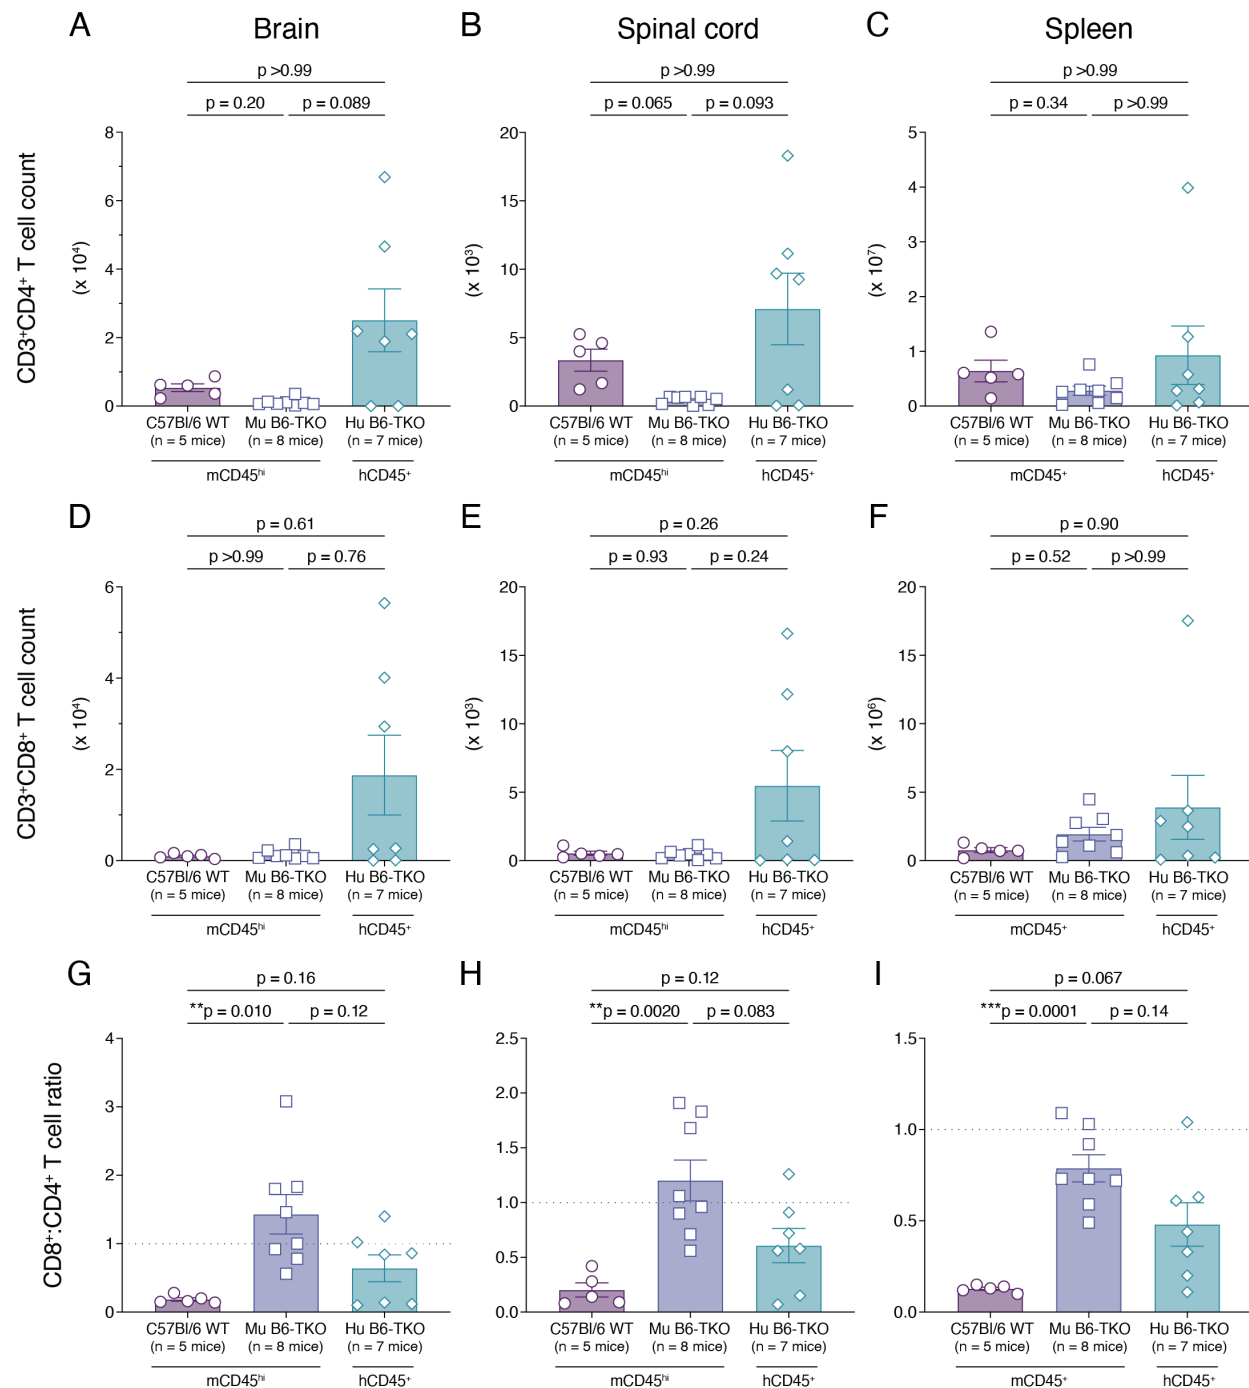 A Brain
B Spinal cord
C Spleen
CD3⁺CD4⁺ T cell count
p >0.99
p = 0.20 p = 0.089
(x 10⁴)
8
6
4
2
0
C57Bl/6 WT Mu B6-TKO Hu B6-TKO
(n = 5 mice) (n = 8 mice) (n = 7 mice)
mCD45ʰⁱ hCD45⁺
p >0.99
p = 0.065 p = 0.093
(x 10³)
20
15
10
5
0
C57Bl/6 WT Mu B6-TKO Hu B6-TKO
(n = 5 mice) (n = 8 mice) (n = 7 mice)
mCD45ʰⁱ hCD45⁺
p >0.99
p = 0.34 p >0.99
(x 10⁷)
5
4
3
2
1
0
C57Bl/6 WT Mu B6-TKO Hu B6-TKO
(n = 5 mice) (n = 8 mice) (n = 7 mice)
mCD45⁺ hCD45⁺
CD3⁺CD8⁺ T cell count
D
p = 0.61
p >0.99 p = 0.76
(x 10⁴)
6
4
2
0
C57Bl/6 WT Mu B6-TKO Hu B6-TKO
(n = 5 mice) (n = 8 mice) (n = 7 mice)
mCD45ʰⁱ hCD45⁺
E
p = 0.26
p = 0.93 p = 0.24
(x 10³)
20
15
10
5
0
C57Bl/6 WT Mu B6-TKO Hu B6-TKO
(n = 5 mice) (n = 8 mice) (n = 7 mice)
mCD45ʰⁱ hCD45⁺
F
p = 0.90
p = 0.52 p >0.99
(x 10⁶)
20
15
10
5
0
C57Bl/6 WT Mu B6-TKO Hu B6-TKO
(n = 5 mice) (n = 8 mice) (n = 7 mice)
mCD45⁺ hCD45⁺
CD8⁺:CD4⁺ T cell ratio
G
p = 0.16
**p = 0.010 p = 0.12
4
3
2
1
0
C57Bl/6 WT Mu B6-TKO Hu B6-TKO
(n = 5 mice) (n = 8 mice) (n = 7 mice)
mCD45ʰⁱ hCD45⁺
H
p = 0.12
**p = 0.0020 p = 0.083
2.5
2.0
1.5
1.0
0.5
0.0
C57Bl/6 WT Mu B6-TKO Hu B6-TKO
(n = 5 mice) (n = 8 mice) (n = 7 mice)
mCD45ʰⁱ hCD45⁺
I
p = 0.067
***p = 0.0001 p = 0.14
1.5
1.0
0.5
0.0
C57Bl/6 WT Mu B6-TKO Hu B6-TKO
(n = 5 mice) (n = 8 mice) (n = 7 mice)
mCD45⁺ hCD45⁺